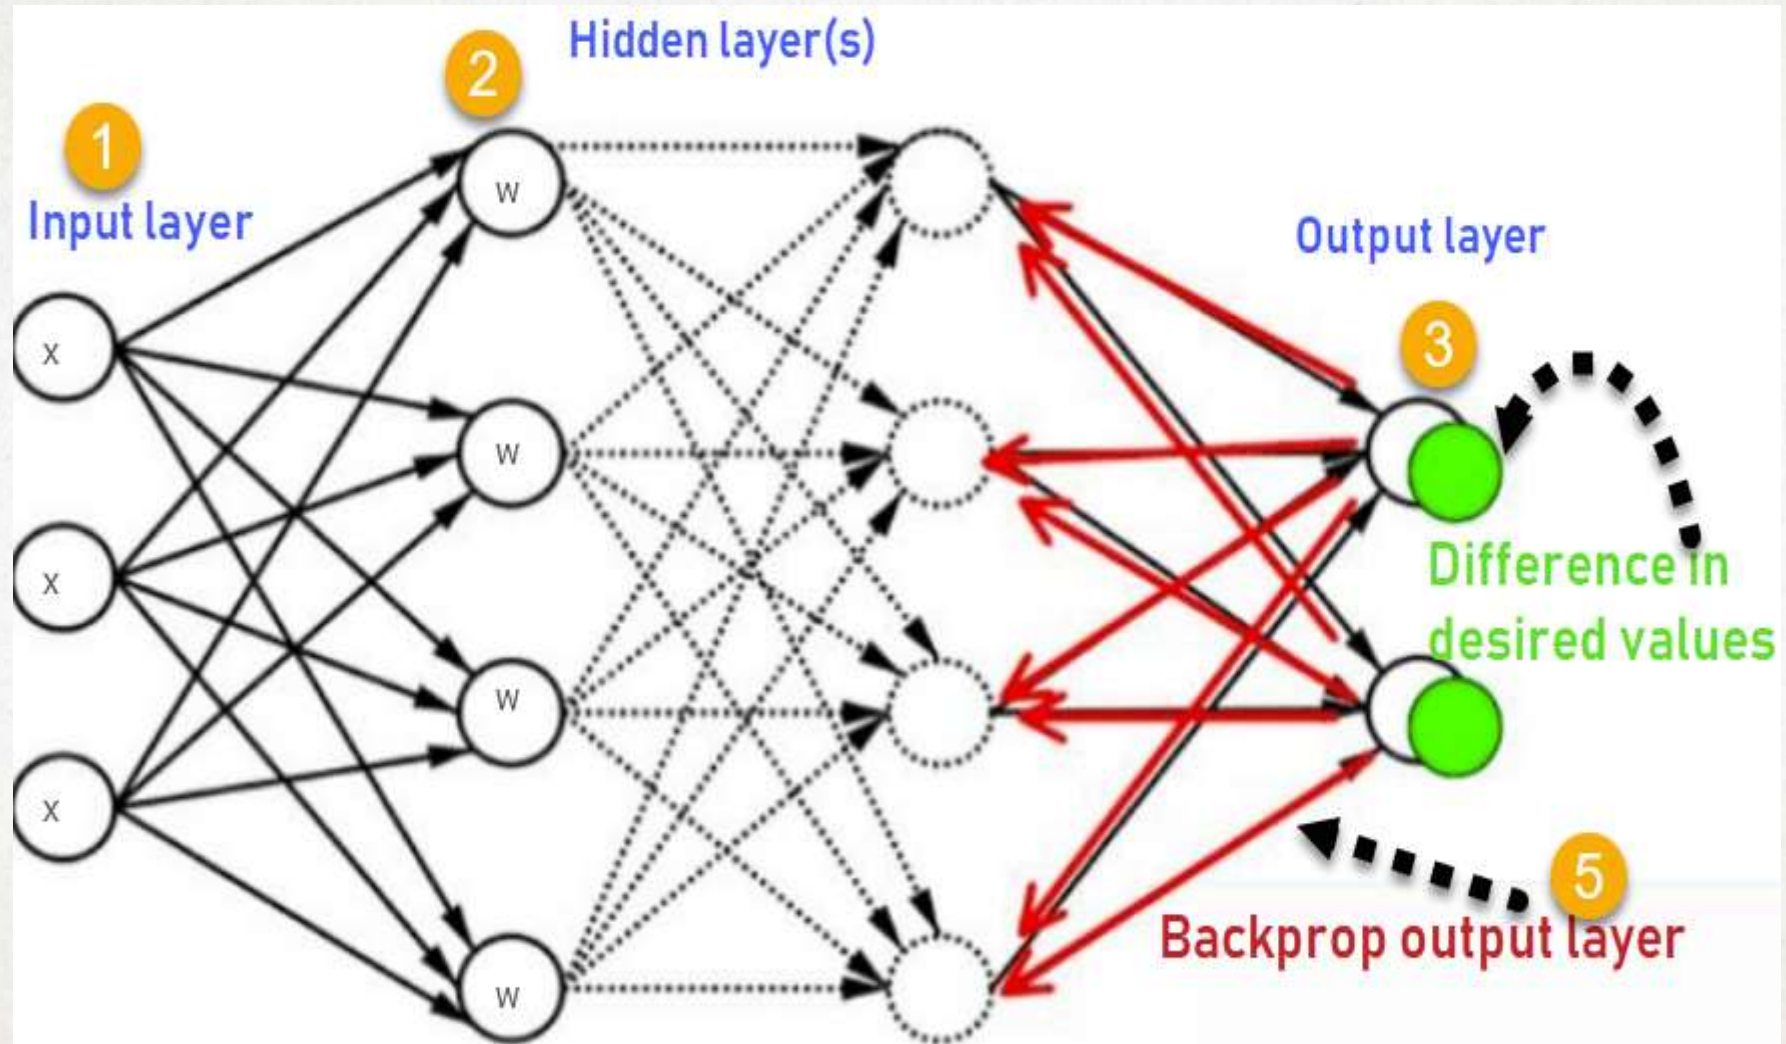 Hidden layer(s)
2
1
Input layer
W
Output layer
3
X
W
Difference in
desired values
X
W
X
5
Backprop output layer
W